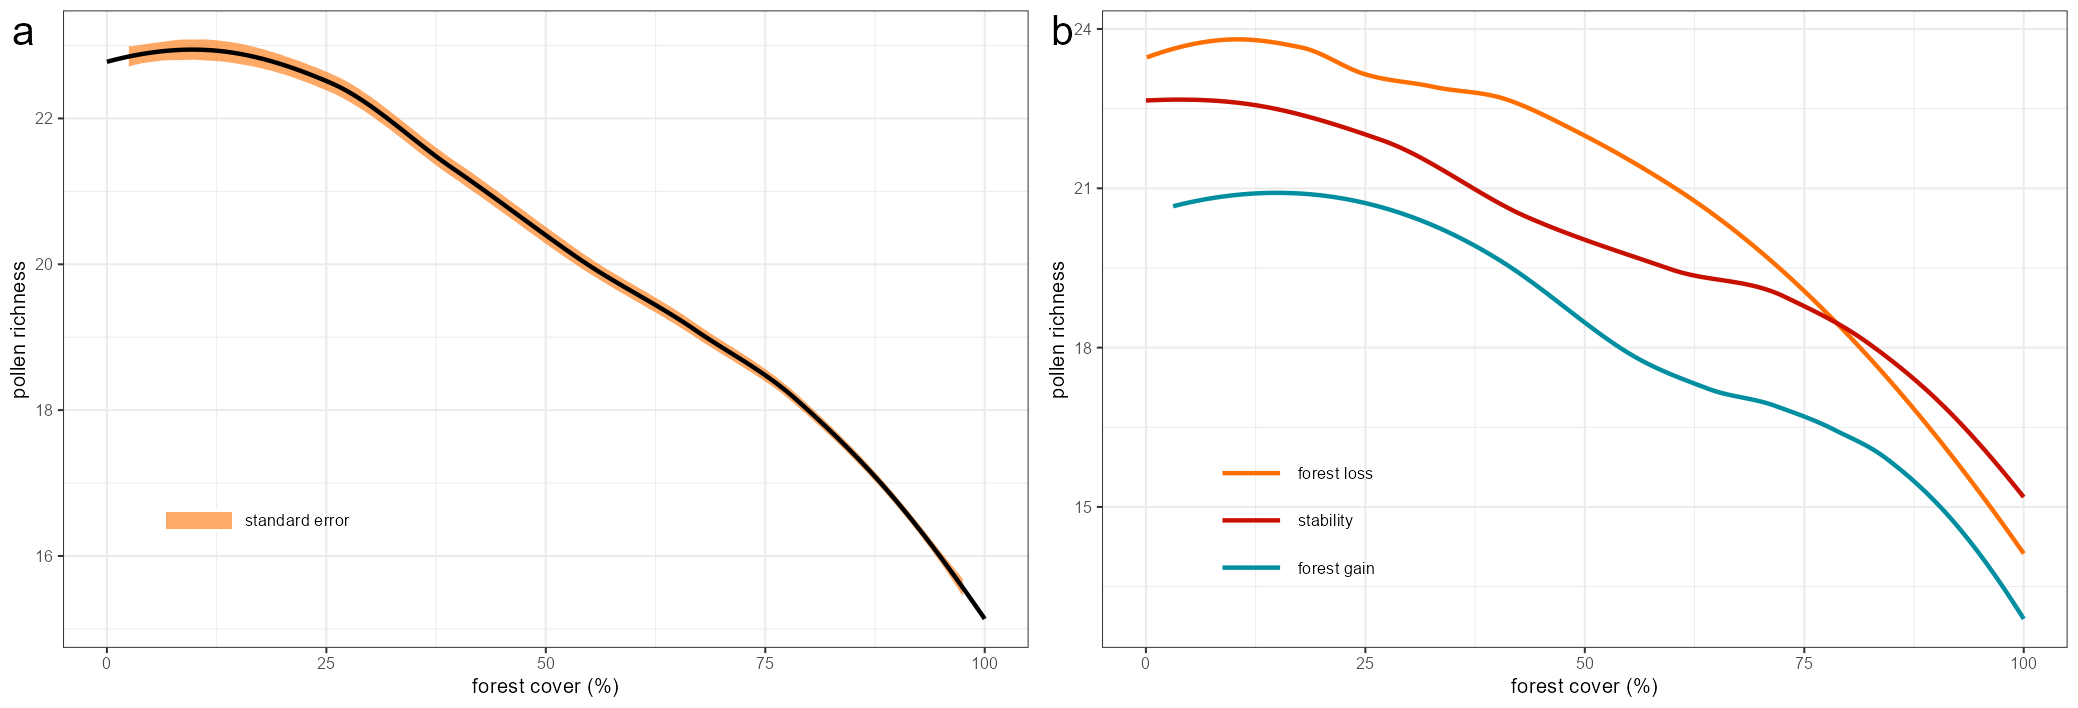 a
pollen richness
22
20
18
16
standard error
0 25 50 75 100
forest cover (%)
b
pollen richness
24
21
18
15
forest loss
stability
forest gain
0 25 50 75 100
forest cover (%)